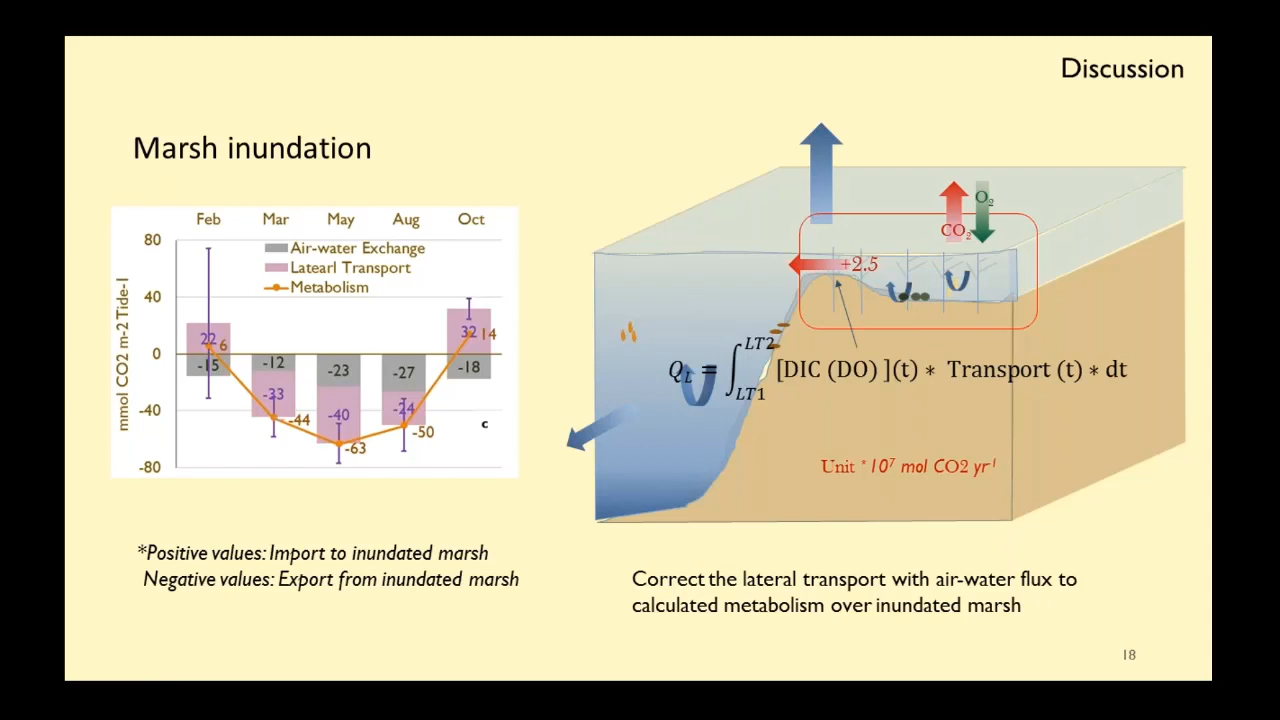 Discussion
Marsh inundation
Feb Mar May Aug Oct
80
40
0
-40
-80
mmol CO2 m-2 Tide-1
Air-water Exchange
Latearl Transport
Metabolism
22
6
-15
-12
-33
-44
-23
-40
-63
-27
-24
-50
32
14
-18
c
*Positive values: Import to inundated marsh
Negative values: Export from inundated marsh
O₂
CO₂
+2.5
Q_L = ∫_LT1^LT2 [DIC (DO) ](t) * Transport (t) * dt
Unit *10⁷ mol CO2 yr⁻¹
Correct the lateral transport with air-water flux to
calculated metabolism over inundated marsh
18